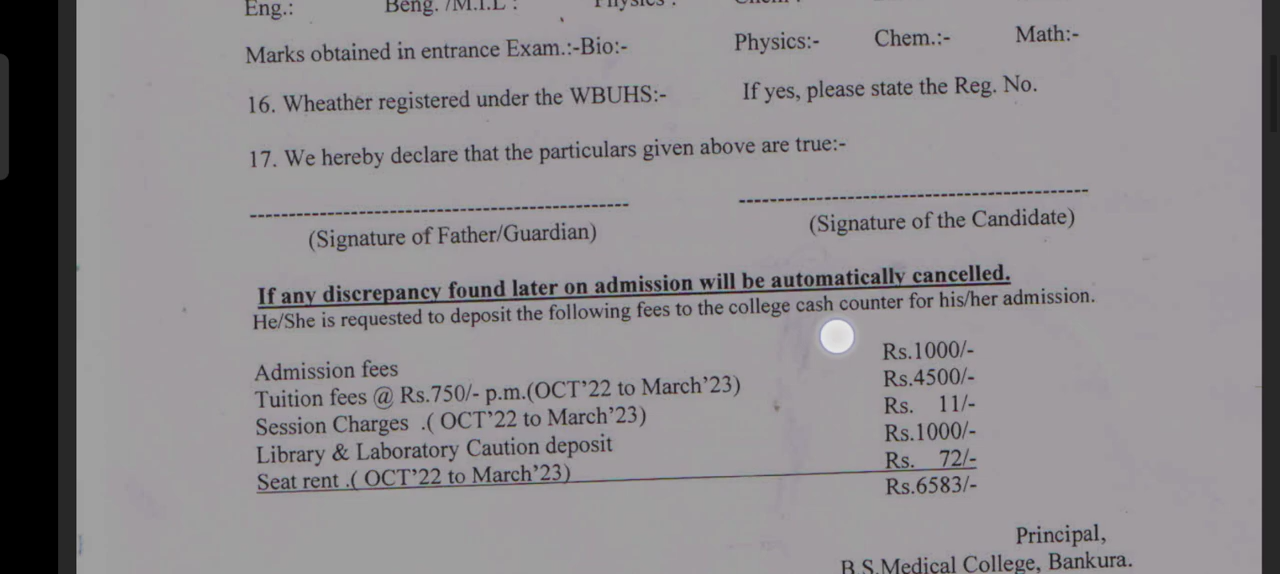 Eng.: Beng. /M.I.L : Physics :
Marks obtained in entrance Exam.:-Bio:- Physics:- Chem.:- Math:-
16. Wheather registered under the WBUHS:- If yes, please state the Reg. No.
17. We hereby declare that the particulars given above are true:-
(Signature of Father/Guardian) (Signature of the Candidate)
If any discrepancy found later on admission will be automatically cancelled.
He/She is requested to deposit the following fees to the college cash counter for his/her admission.
Admission fees Rs.1000/-
Tuition fees @ Rs.750/- p.m.(OCT'22 to March'23) Rs.4500/-
Session Charges .( OCT'22 to March'23) Rs. 11/-
Library & Laboratory Caution deposit Rs.1000/-
Seat rent .( OCT'22 to March'23) Rs. 72/-
Rs.6583/-
Principal,
B.S.Medical College, Bankura.